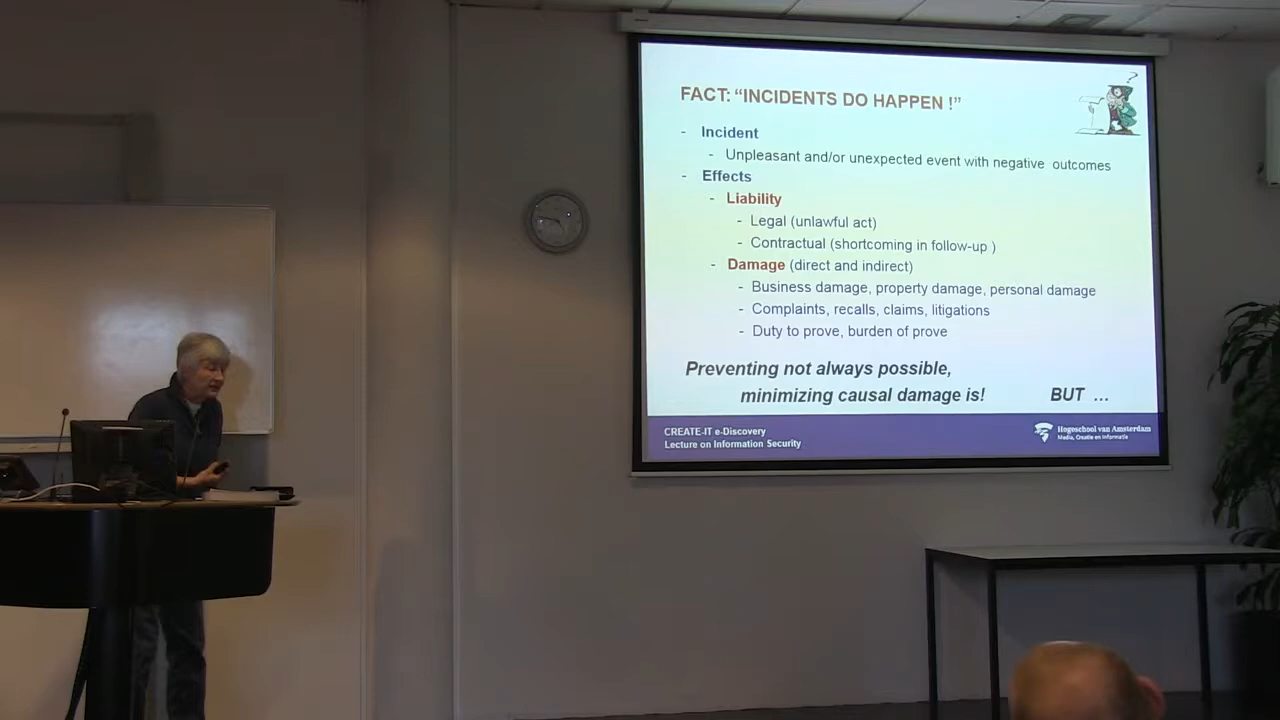 FACT: “INCIDENTS DO HAPPEN !”
- Incident
- Unpleasant and/or unexpected event with negative outcomes
- Effects
- Liability
- Legal (unlawful act)
- Contractual (shortcoming in follow-up )
- Damage (direct and indirect)
- Business damage, property damage, personal damage
- Complaints, recalls, claims, litigations
- Duty to prove, burden of prove
Preventing not always possible,
minimizing causal damage is! BUT ...
CREATE-IT e-Discovery
Lecture on Information Security
Hogeschool van Amsterdam
Media, Creatie en Informatie